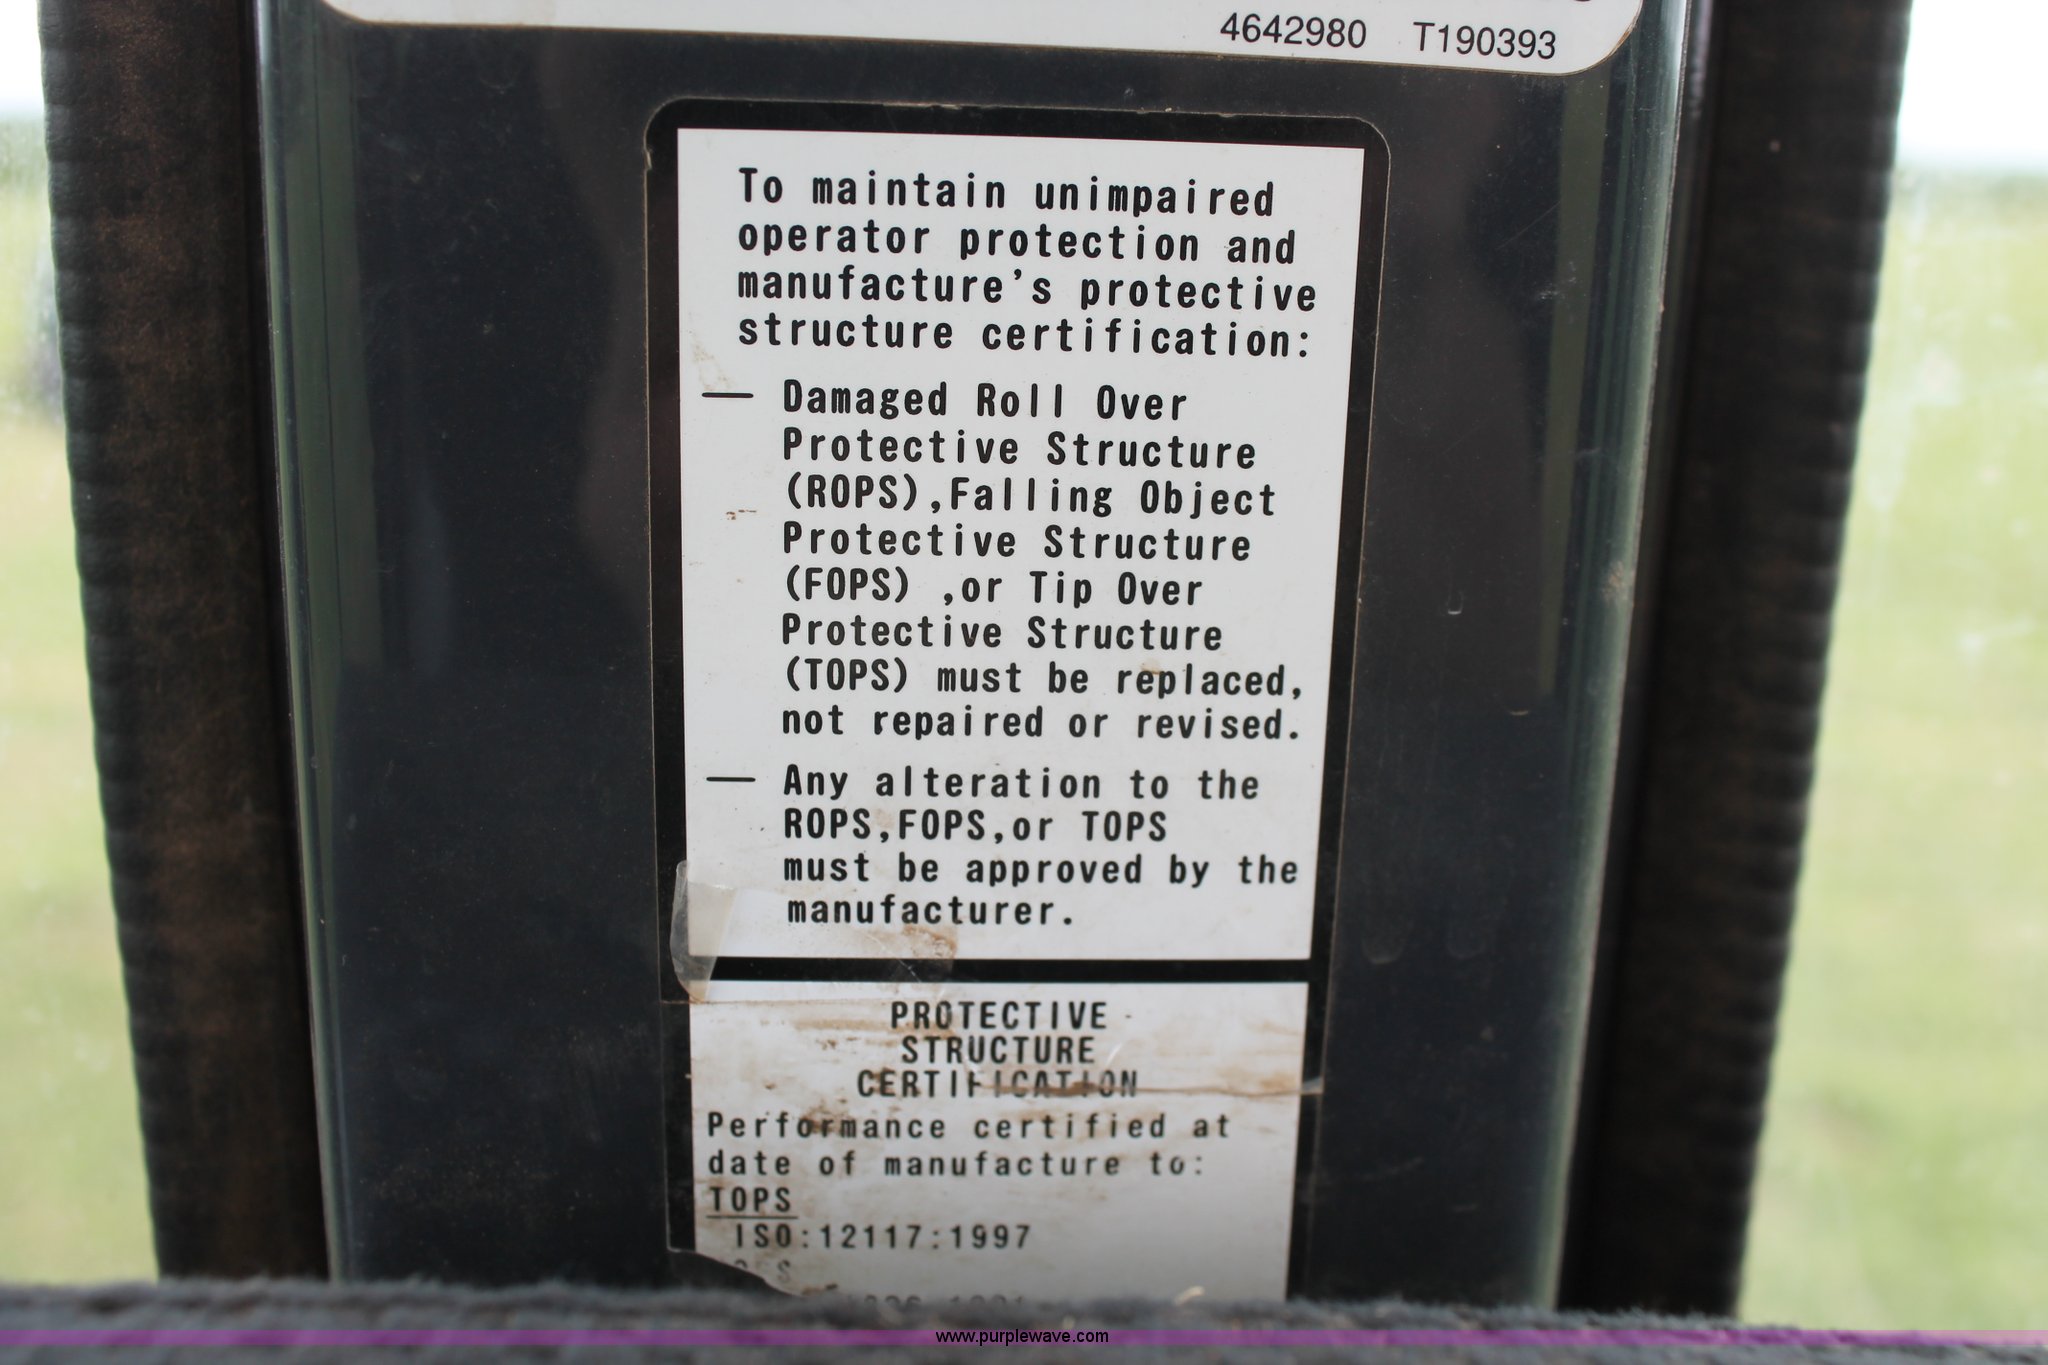 4642980 T190393
To maintain unimpaired
operator protection and
manufacture's protective
structure certification:
— Damaged Roll Over
Protective Structure
(ROPS),Falling Object
Protective Structure
(FOPS) ,or Tip Over
Protective Structure
(TOPS) must be replaced,
not repaired or revised.
— Any alteration to the
ROPS,FOPS,or TOPS
must be approved by the
manufacturer.
PROTECTIVE
STRUCTURE
CERTIFICATION
Performance certified at
date of manufacture to:
TOPS
ISO:12117:1997
www.purplewave.com